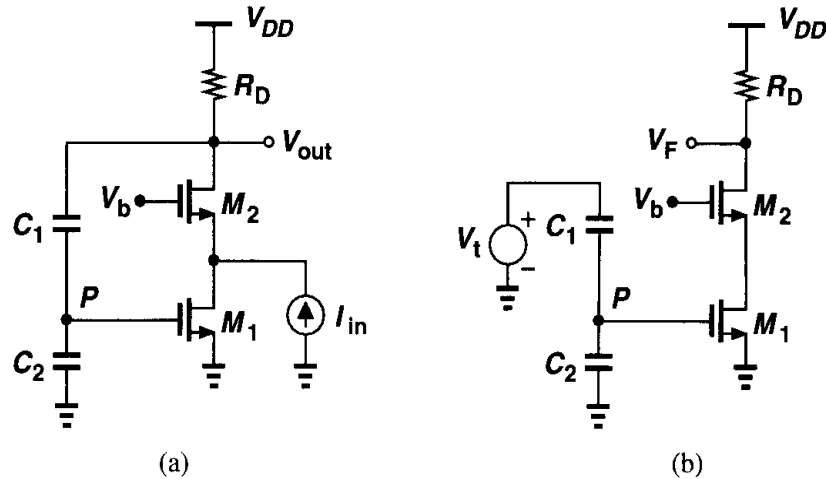 V_DD
R_D
V_out
V_b
M_2
C_1
P
M_1
I_in
C_2
(a)
V_DD
R_D
V_F
V_b
M_2
V_t
+
−
C_1
P
M_1
C_2
(b)